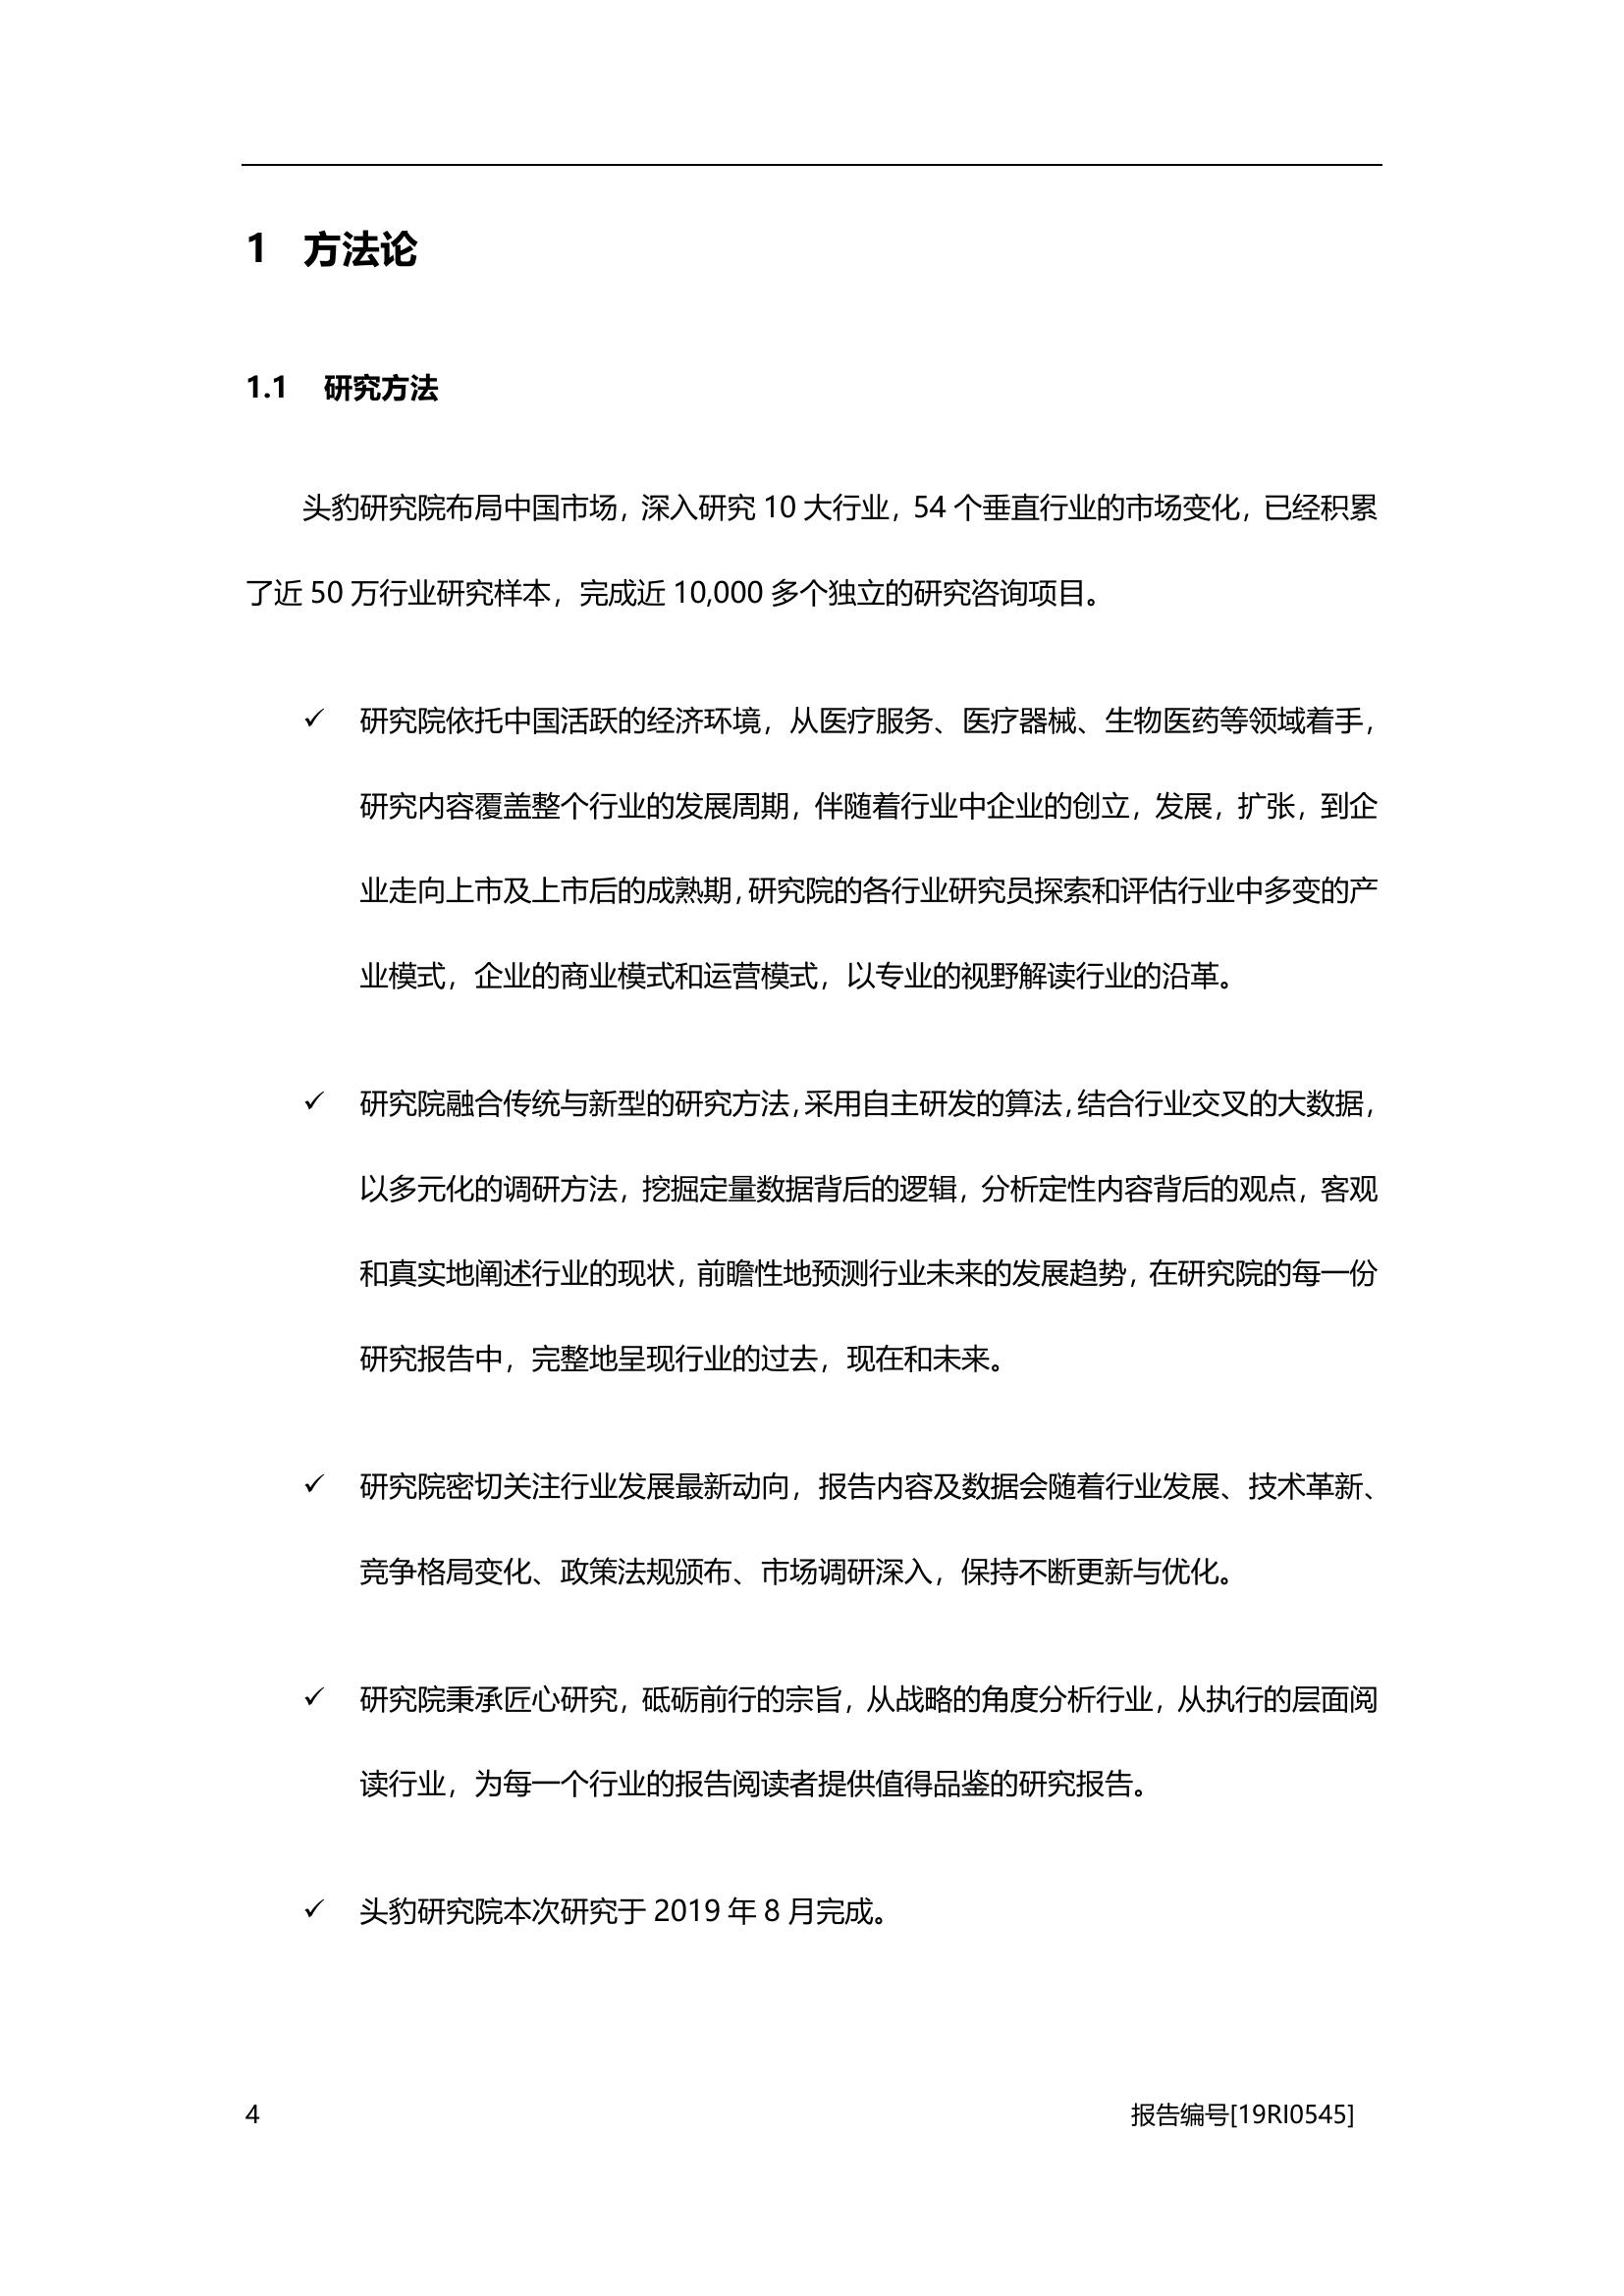 1 方法论
1.1 研究方法
头豹研究院布局中国市场，深入研究 10 大行业，54 个垂直行业的市场变化，已经积累
了近 50 万行业研究样本，完成近 10,000 多个独立的研究咨询项目。
✓ 研究院依托中国活跃的经济环境，从医疗服务、医疗器械、生物医药等领域着手，
研究内容覆盖整个行业的发展周期，伴随着行业中企业的创立，发展，扩张，到企
业走向上市及上市后的成熟期，研究院的各行业研究员探索和评估行业中多变的产
业模式，企业的商业模式和运营模式，以专业的视野解读行业的沿革。
✓ 研究院融合传统与新型的研究方法，采用自主研发的算法，结合行业交叉的大数据，
以多元化的调研方法，挖掘定量数据背后的逻辑，分析定性内容背后的观点，客观
和真实地阐述行业的现状，前瞻性地预测行业未来的发展趋势，在研究院的每一份
研究报告中，完整地呈现行业的过去，现在和未来。
✓ 研究院密切关注行业发展最新动向，报告内容及数据会随着行业发展、技术革新、
竞争格局变化、政策法规颁布、市场调研深入，保持不断更新与优化。
✓ 研究院秉承匠心研究，砥砺前行的宗旨，从战略的角度分析行业，从执行的层面阅
读行业，为每一个行业的报告阅读者提供值得品鉴的研究报告。
✓ 头豹研究院本次研究于 2019 年 8 月完成。
4 报告编号[19RI0545]